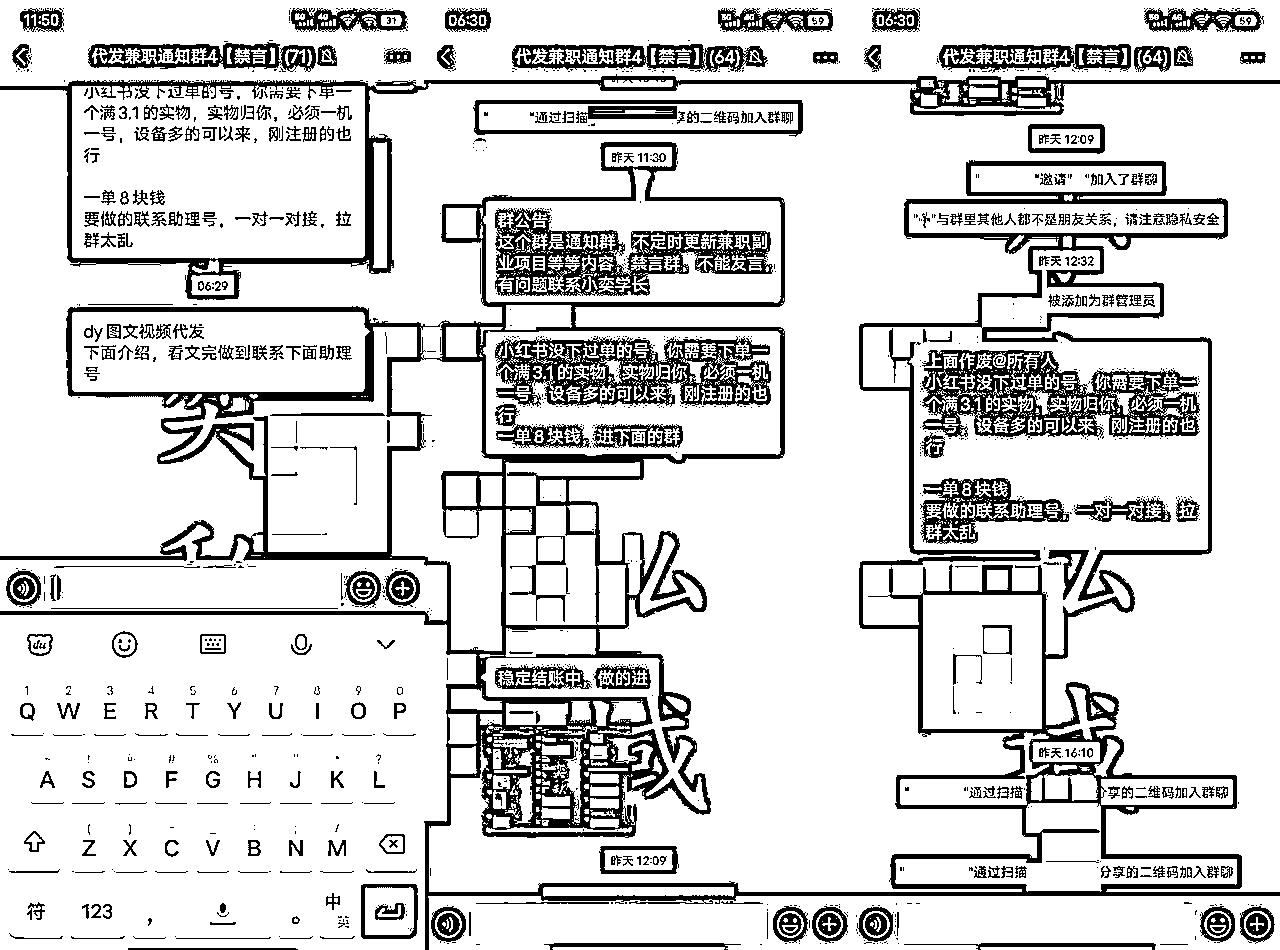 11:50
31
代发兼职通知群4【禁言】(71)
小红书没下过单的号，你需要下单一
个满3.1的实物，实物归你，必须一机
一号，设备多的可以来，刚注册的也
行
一单8块钱
要做的联系助理号，一对一对接，拉
群太乱
06:29
dy图文视频代发
下面介绍，看文完做到联系下面助理
号
1 2 3 4 5 6 7 8 9 0
Q W E R T Y U I O P
A S D F G H J K L
Z X C V B N M
符 123 ， 。 中
英
06:30
59
代发兼职通知群4【禁言】(64)
"通过扫描 享的二维码加入群聊
昨天 11:30
群公告
这个群是通知群，不定时更新兼职副
业项目等等内容，禁言群，不能发言，
有问题联系小奕学长
小红书没下过单的号，你需要下单一
个满3.1的实物，实物归你，必须一机
一号，设备多的可以来，刚注册的也
行
一单8块钱，进下面的群
么
稳定结账中，做的进
哉
昨天 12:09
06:30
59
代发兼职通知群4【禁言】(64)
昨天 12:09
"邀请" "加入了群聊
"与群里其他人都不是朋友关系，请注意隐私安全
昨天 12:32
被添加为群管理员
上面作废@所有人
小红书没下过单的号，你需要下单一
个满3.1的实物，实物归你，必须一机
一号，设备多的可以来，刚注册的也
行
一单8块钱
要做的联系助理号，一对一对接，拉
群太乱
昨天 16:10
"通过扫描 分享的二维码加入群聊
"通过扫描 分享的二维码加入群聊